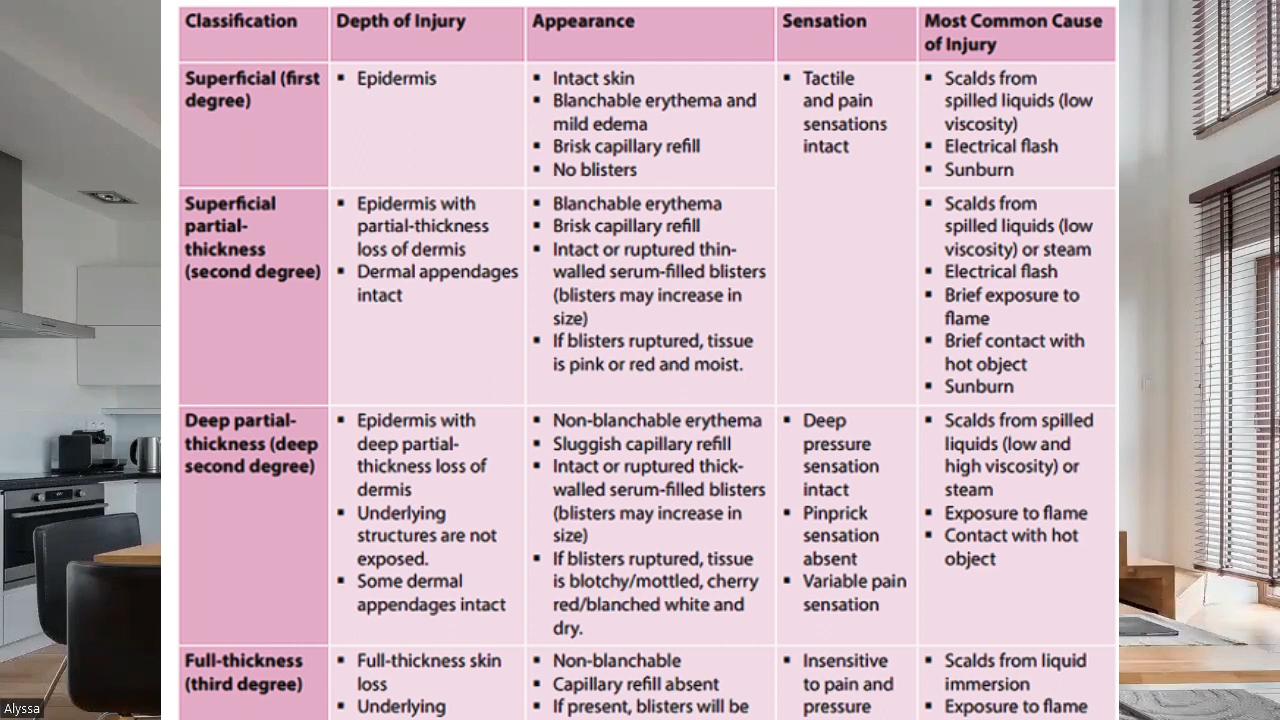 Classification
Depth of Injury
Appearance
Sensation
Most Common Cause
of Injury
Superficial (first
degree)
▪ Epidermis
▪ Intact skin
▪ Blanchable erythema and
mild edema
▪ Brisk capillary refill
▪ No blisters
▪ Tactile
and pain
sensations
intact
▪ Scalds from
spilled liquids (low
viscosity)
▪ Electrical flash
▪ Sunburn
Superficial
partial-
thickness
(second degree)
▪ Epidermis with
partial-thickness
loss of dermis
▪ Dermal appendages
intact
▪ Blanchable erythema
▪ Brisk capillary refill
▪ Intact or ruptured thin-
walled serum-filled blisters
(blisters may increase in
size)
▪ If blisters ruptured, tissue
is pink or red and moist.
▪ Scalds from
spilled liquids (low
viscosity) or steam
▪ Electrical flash
▪ Brief exposure to
flame
▪ Brief contact with
hot object
▪ Sunburn
Deep partial-
thickness (deep
second degree)
▪ Epidermis with
deep partial-
thickness loss of
dermis
▪ Underlying
structures are not
exposed.
▪ Some dermal
appendages intact
▪ Non-blanchable erythema
▪ Sluggish capillary refill
▪ Intact or ruptured thick-
walled serum-filled blisters
(blisters may increase in
size)
▪ If blisters ruptured, tissue
is blotchy/mottled, cherry
red/blanched white and
dry.
▪ Deep
pressure
sensation
intact
▪ Pinprick
sensation
absent
▪ Variable pain
sensation
▪ Scalds from spilled
liquids (low and
high viscosity) or
steam
▪ Exposure to flame
▪ Contact with hot
object
Full-thickness
(third degree)
▪ Full-thickness skin
loss
▪ Underlying
▪ Non-blanchable
▪ Capillary refill absent
▪ If present, blisters will be
▪ Insensitive
to pain and
pressure
▪ Scalds from liquid
immersion
▪ Exposure to flame
Alyssa